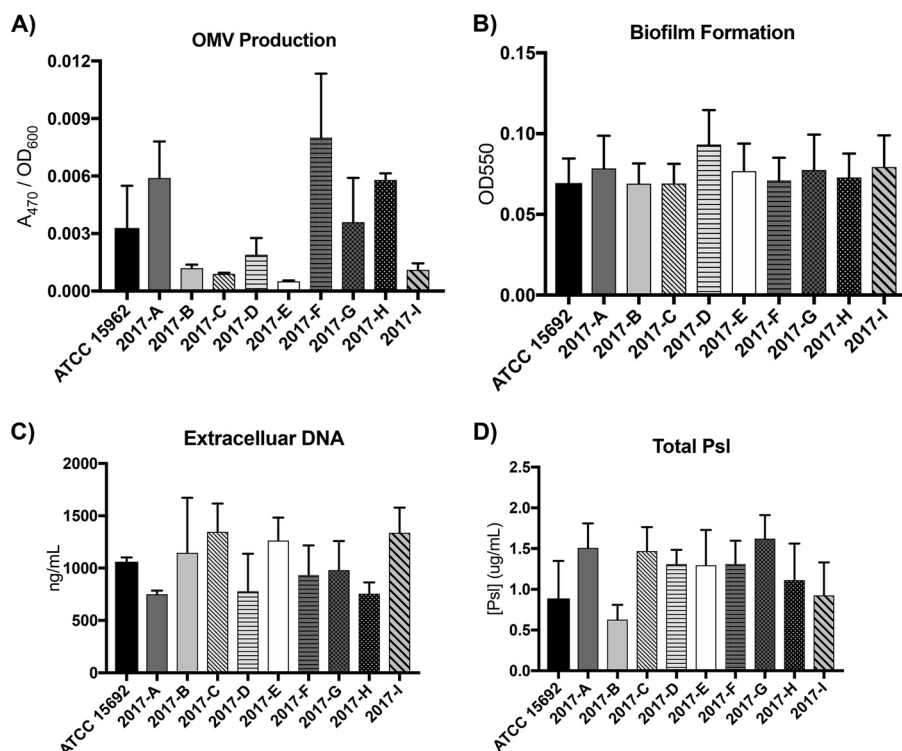 A)
OMV Production
A470 / OD600
0.012
0.009
0.006
0.003
0.000
ATCC 15962
2017-A
2017-B
2017-C
2017-D
2017-E
2017-F
2017-G
2017-H
2017-I
B)
Biofilm Formation
OD550
0.15
0.10
0.05
0.00
ATCC 15692
2017-A
2017-B
2017-C
2017-D
2017-E
2017-F
2017-G
2017-H
2017-I
C)
Extracelluar DNA
ng/mL
2000
1500
1000
500
0
ATCC 15692
2017-A
2017-B
2017-C
2017-D
2017-E
2017-F
2017-G
2017-H
2017-I
D)
Total Psl
[Psl] (ug/mL)
2.5
2.0
1.5
1.0
0.5
0.0
ATCC 15692
2017-A
2017-B
2017-C
2017-D
2017-E
2017-F
2017-G
2017-H
2017-I